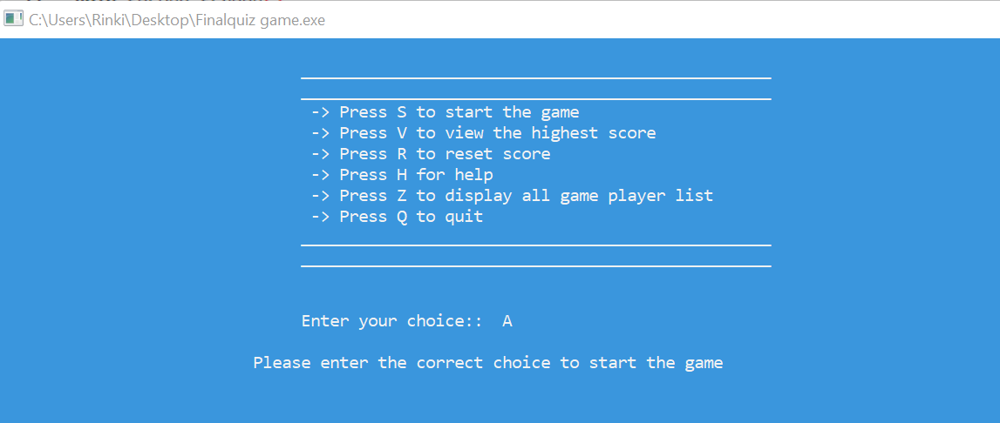 C:\Users\Rinki\Desktop\Finalquiz game.exe
-> Press S to start the game
-> Press V to view the highest score
-> Press R to reset score
-> Press H for help
-> Press Z to display all game player list
-> Press Q to quit
Enter your choice:: A
Please enter the correct choice to start the game